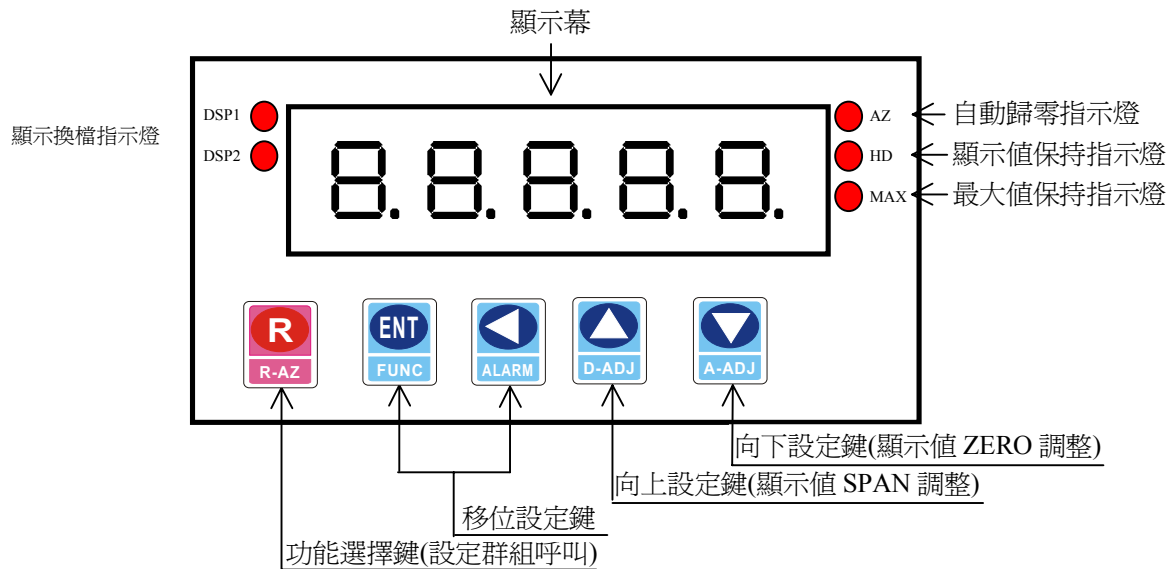 顯示幕
顯示換檔指示燈
DSP1
DSP2
8.8.8.8.8.
AZ
自動歸零指示燈
HD
顯示值保持指示燈
MAX
最大值保持指示燈
R
R-AZ
ENT
FUNC
ALARM
D-ADJ
A-ADJ
向下設定鍵(顯示值 ZERO 調整)
向上設定鍵(顯示值 SPAN 調整)
移位設定鍵
功能選擇鍵(設定群組呼叫)